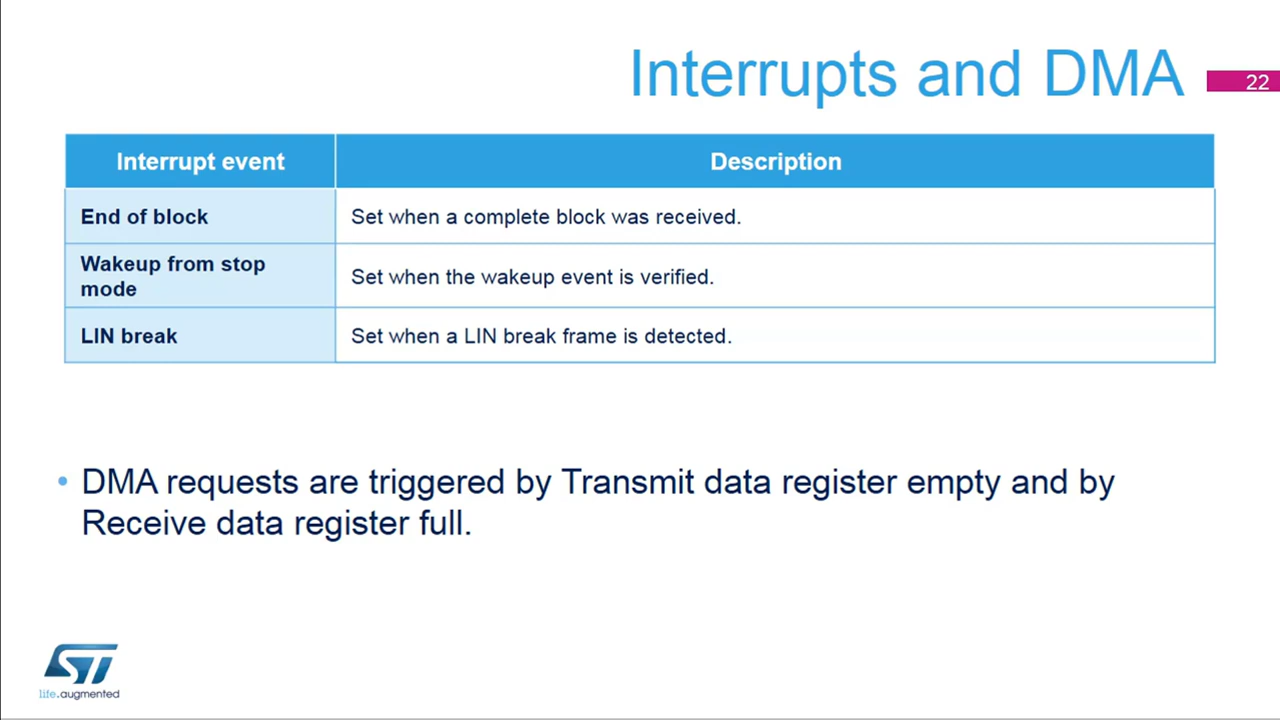 Interrupts and DMA
22
Interrupt event
Description
End of block
Set when a complete block was received.
Wakeup from stop
mode
Set when the wakeup event is verified.
LIN break
Set when a LIN break frame is detected.
• DMA requests are triggered by Transmit data register empty and by
Receive data register full.
ST
life.augmented